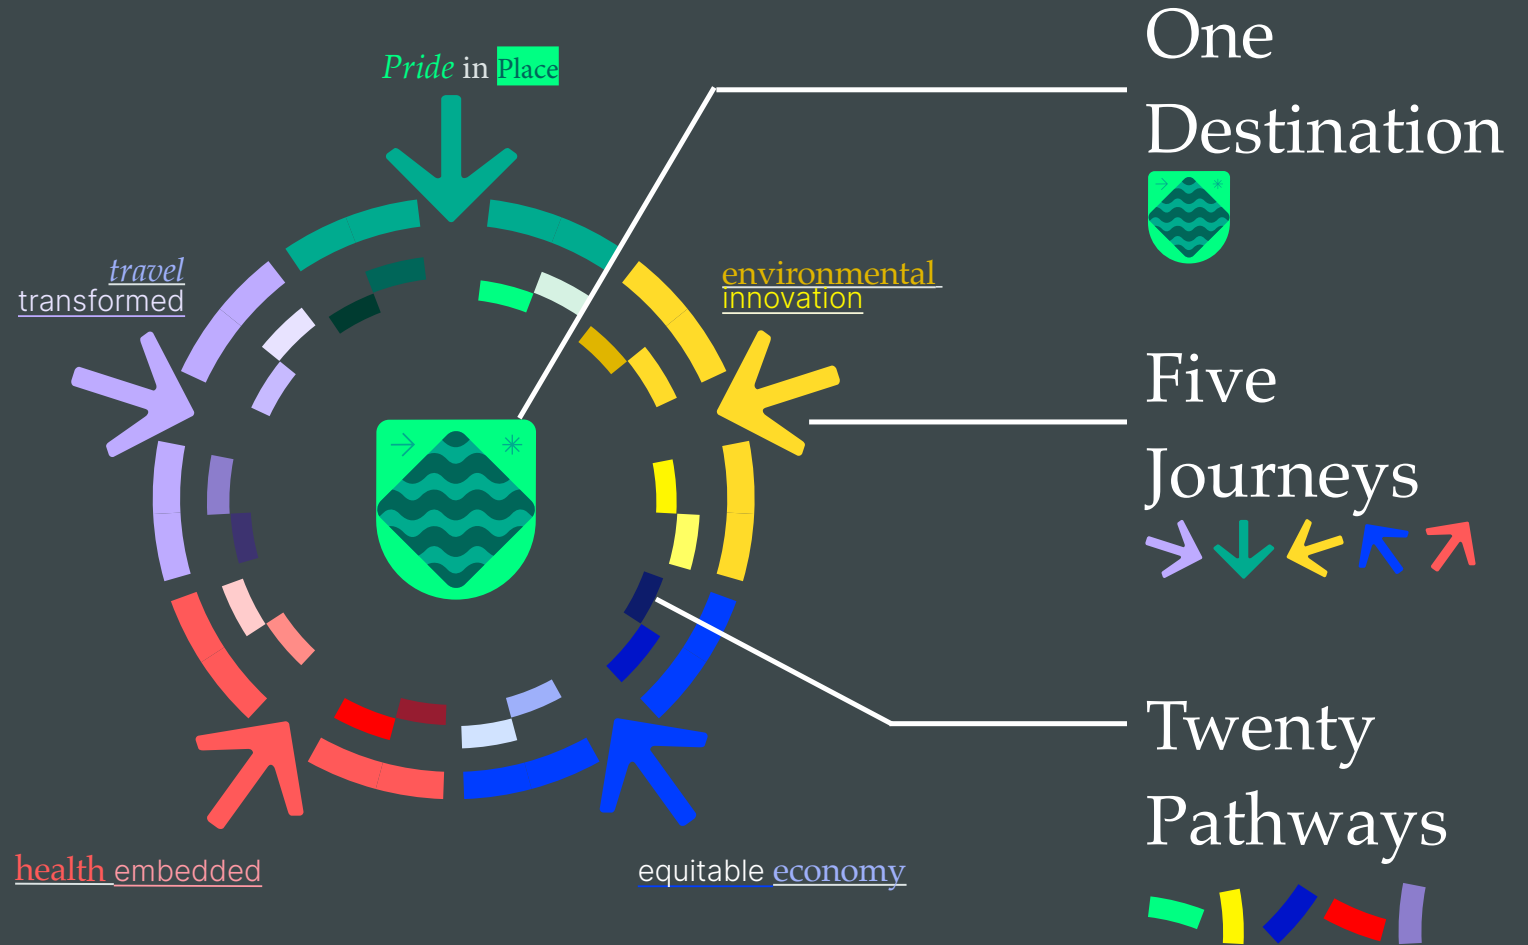 Pride in Place
travel
transformed
environmental
innovation
health embedded
equitable economy
One
Destination
Five
Journeys
Twenty
Pathways